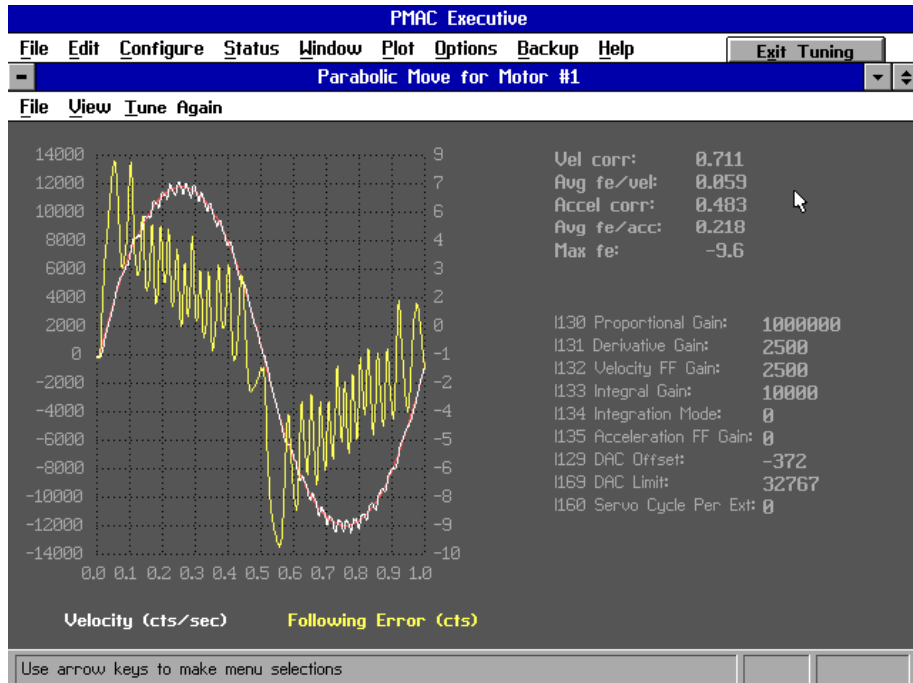 PMAC Executive
File Edit Configure Status Window Plot Options Backup Help Exit Tuning
Parabolic Move for Motor #1
File View Tune Again
14000 9
12000 7
10000 6
8000 4
6000 3
4000 2
2000 0
0 -1
-2000 -2
-4000 -4
-6000 -5
-8000 -6
-10000 -8
-12000 -9
-14000 -10
0.0 0.1 0.2 0.3 0.4 0.5 0.6 0.7 0.8 0.9 1.0
Velocity (cts/sec) Following Error (cts)
Vel corr: 0.711
Avg fe/vel: 0.059
Accel corr: 0.483
Avg fe/acc: 0.218
Max fe: -9.6
I130 Proportional Gain: 1000000
I131 Derivative Gain: 2500
I132 Velocity FF Gain: 2500
I133 Integral Gain: 10000
I134 Integration Mode: 0
I135 Acceleration FF Gain: 0
I129 DAC Offset: -372
I169 DAC Limit: 32767
I160 Servo Cycle Per Ext: 0
Use arrow keys to make menu selections